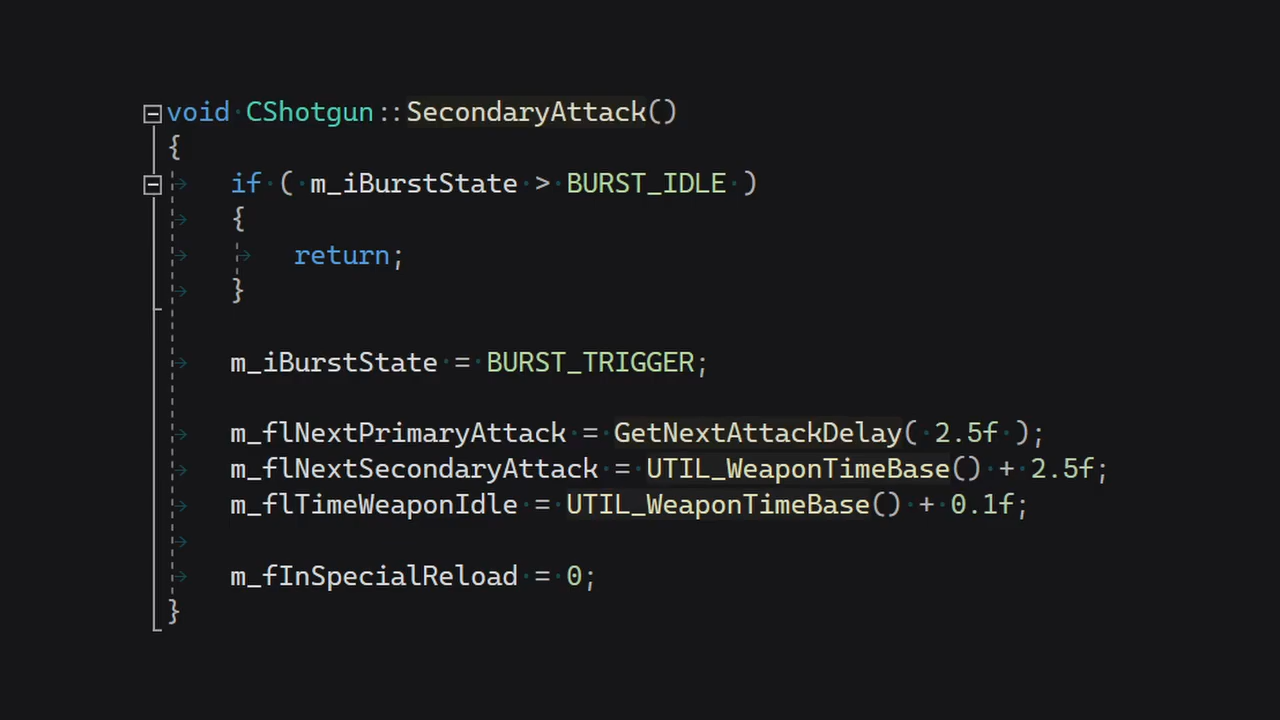 void CShotgun::SecondaryAttack()
{
if ( m_iBurstState > BURST_IDLE )
{
return;
}
m_iBurstState = BURST_TRIGGER;
m_flNextPrimaryAttack = GetNextAttackDelay( 2.5f );
m_flNextSecondaryAttack = UTIL_WeaponTimeBase() + 2.5f;
m_flTimeWeaponIdle = UTIL_WeaponTimeBase() + 0.1f;
m_fInSpecialReload = 0;
}